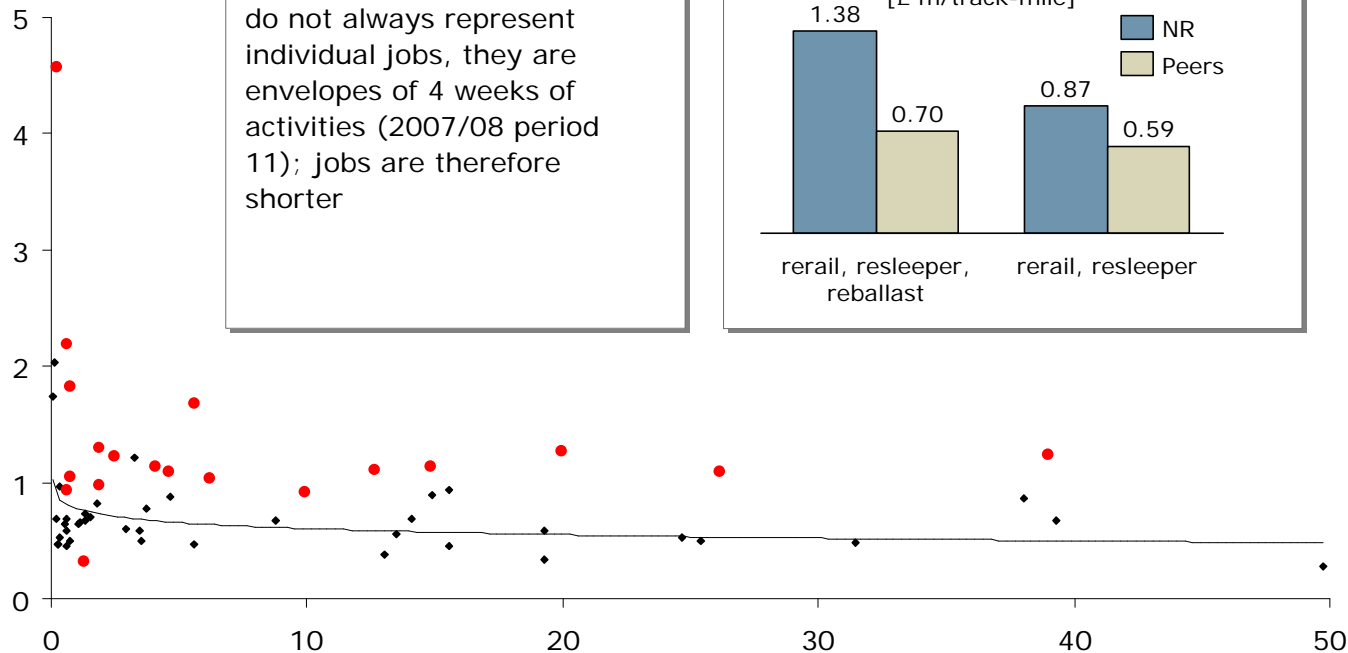 do not always represent
individual jobs, they are
envelopes of 4 weeks of
activities (2007/08 period
11); jobs are therefore
shorter
[£ m/track-mile]
NR
Peers
1.38
0.70
0.87
0.59
rerail, resleeper,
reballast
rerail, resleeper
5
4
3
2
1
0
0 10 20 30 40 50